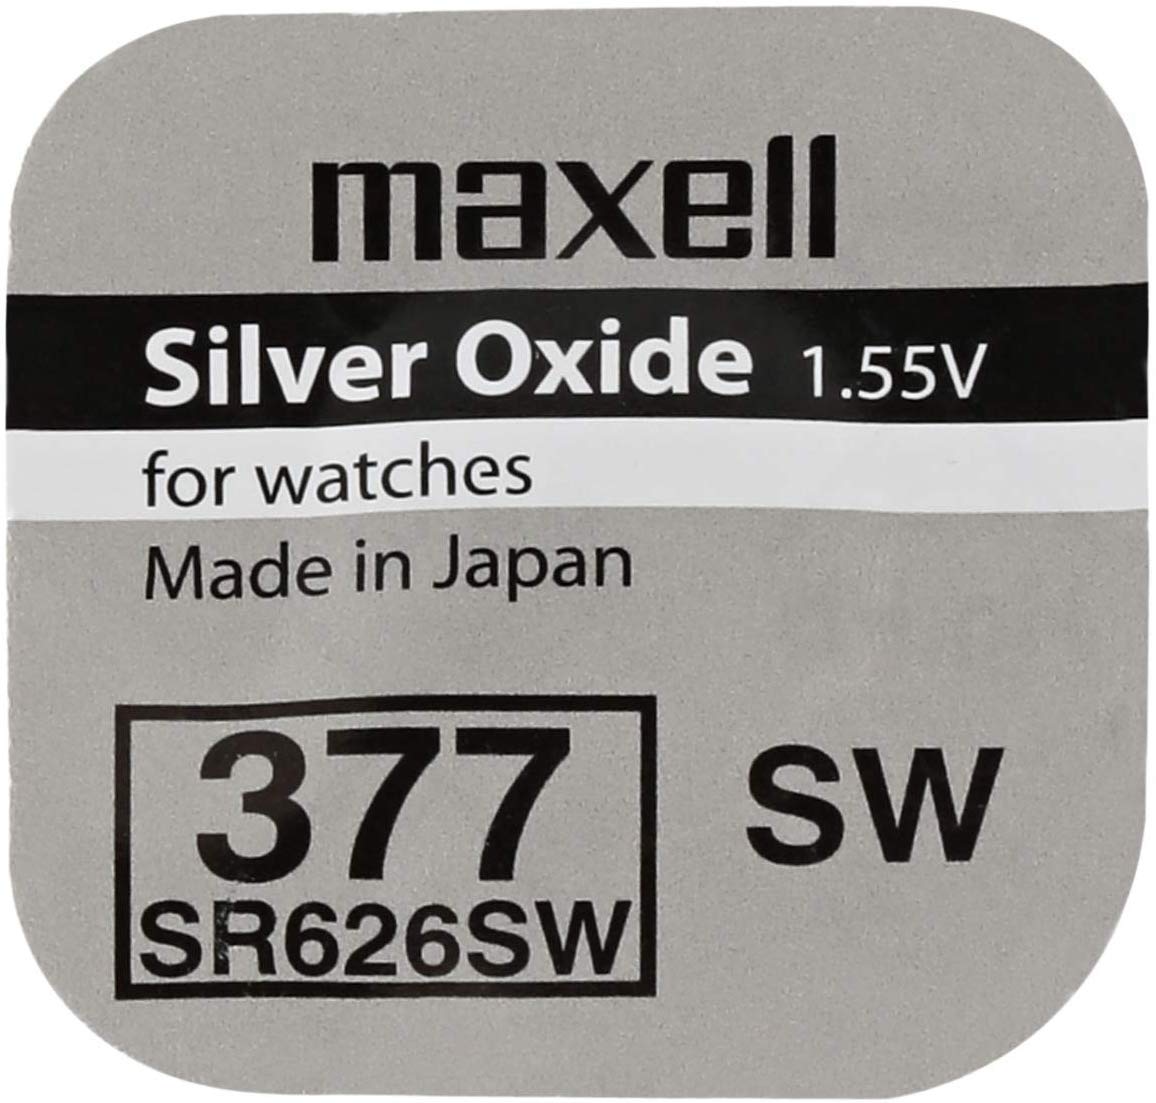 maxell
Silver Oxide 1.55V
for watches
Made in Japan
377
SR626SW
SW